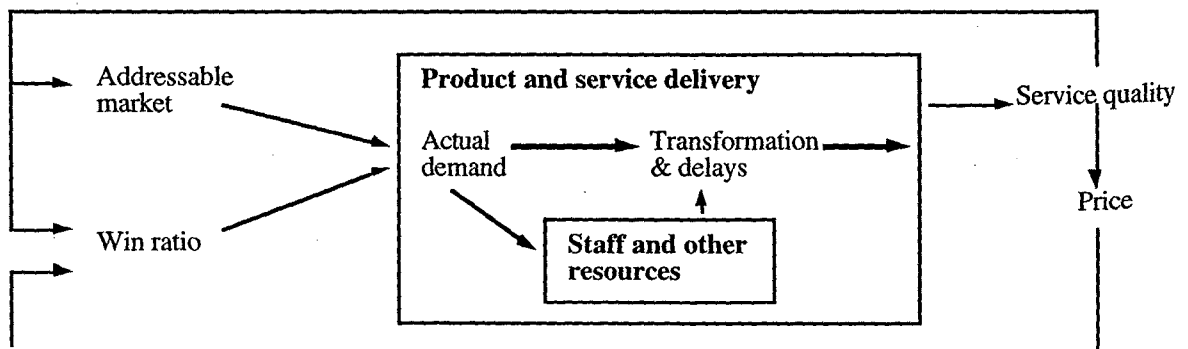 Addressable
market
Win ratio
Product and service delivery
Actual
demand
Transformation
& delays
Staff and other
resources
Service quality
Price